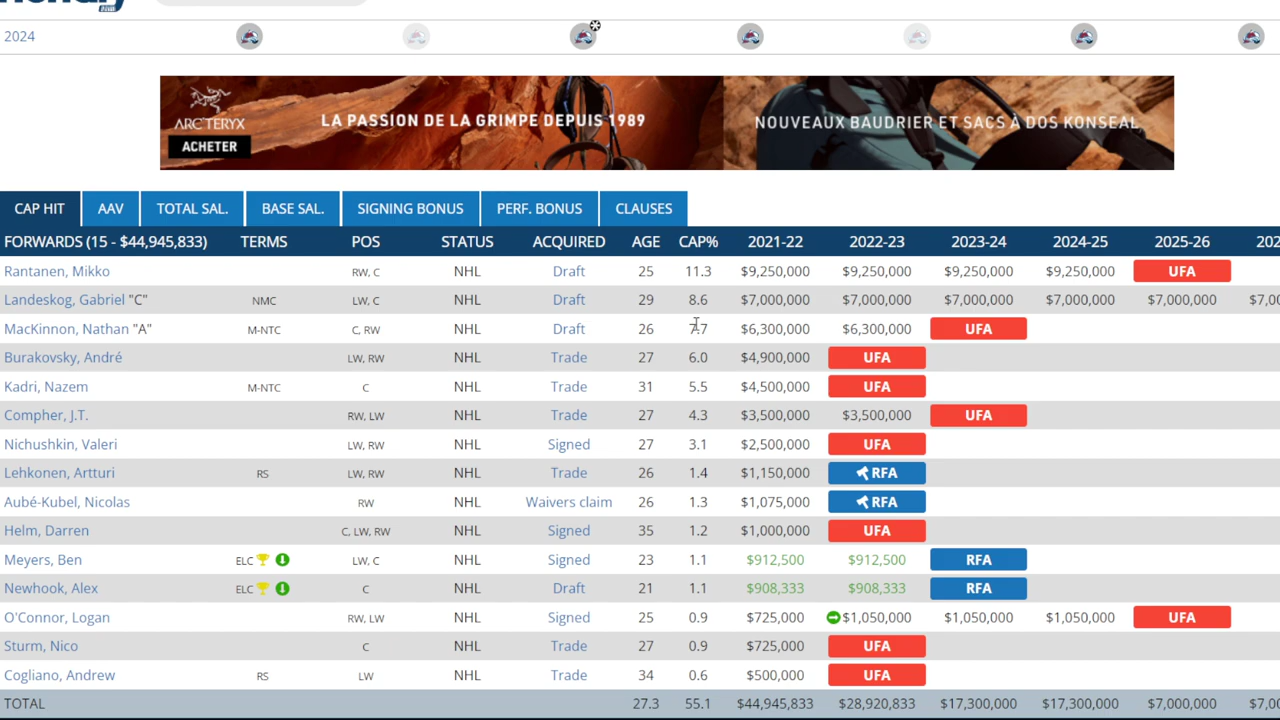 2024
ARC'TERYX
ACHETER
LA PASSION DE LA GRIMPE DEPUIS 1989
NOUVEAUX BAUDRIER ET SACS À DOS KONSEAL
CAP HIT AAV TOTAL SAL. BASE SAL. SIGNING BONUS PERF. BONUS CLAUSES
FORWARDS (15 - $44,945,833) TERMS POS STATUS ACQUIRED AGE CAP% 2021-22 2022-23 2023-24 2024-25 2025-26
Rantanen, Mikko RW, C NHL Draft 25 11.3 $9,250,000 $9,250,000 $9,250,000 $9,250,000 UFA
Landeskog, Gabriel "C" NMC LW, C NHL Draft 29 8.6 $7,000,000 $7,000,000 $7,000,000 $7,000,000 $7,000,000 $7,0
MacKinnon, Nathan "A" M-NTC C, RW NHL Draft 26 7.7 $6,300,000 $6,300,000 UFA
Burakovsky, André LW, RW NHL Trade 27 6.0 $4,900,000 UFA
Kadri, Nazem M-NTC C NHL Trade 31 5.5 $4,500,000 UFA
Compher, J.T. RW, LW NHL Trade 27 4.3 $3,500,000 $3,500,000 UFA
Nichushkin, Valeri LW, RW NHL Signed 27 3.1 $2,500,000 UFA
Lehkonen, Artturi RS LW, RW NHL Trade 26 1.4 $1,150,000 RFA
Aubé-Kubel, Nicolas RW NHL Waivers claim 26 1.3 $1,075,000 RFA
Helm, Darren C, LW, RW NHL Signed 35 1.2 $1,000,000 UFA
Meyers, Ben ELC LW, C NHL Signed 23 1.1 $912,500 $912,500 RFA
Newhook, Alex ELC C NHL Draft 21 1.1 $908,333 $908,333 RFA
O'Connor, Logan RW, LW NHL Signed 25 0.9 $725,000 $1,050,000 $1,050,000 $1,050,000 UFA
Sturm, Nico C NHL Trade 27 0.9 $725,000 UFA
Cogliano, Andrew RS LW NHL Trade 34 0.6 $500,000 UFA
TOTAL 27.3 55.1 $44,945,833 $28,920,833 $17,300,000 $17,300,000 $7,000,000 $7,0